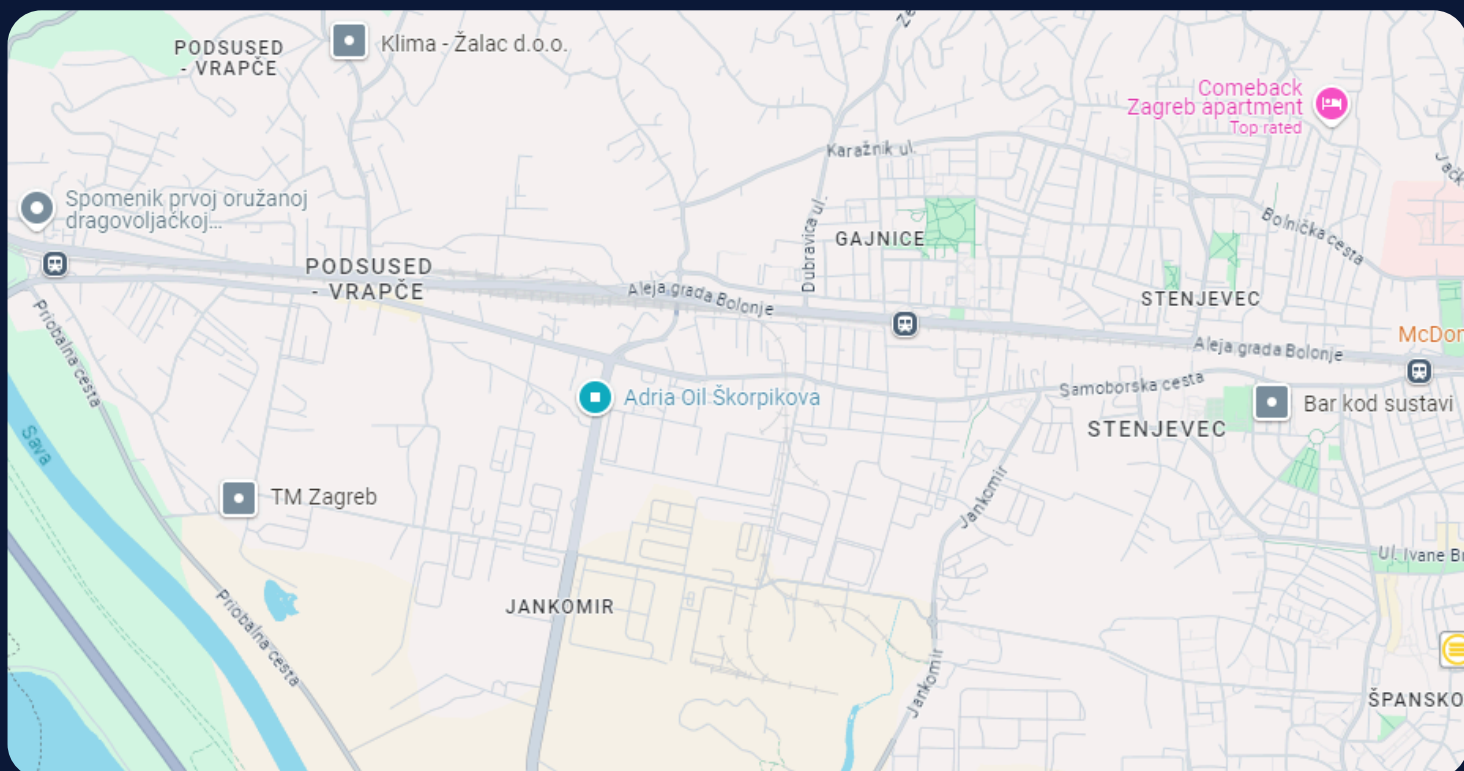 PODSUSED
- VRAPČE
Klima - Žalac d.o.o.
Comeback
Zagreb apartment
Top rated
Karažnik ul.
Spomenik prvoj oružanoj
dragovoljačkoj...
Dubravica ul.
GAJNICE
Bolnička cesta
PODSUSED
- VRAPČE
Aleja grada Bolonje
STENJEVEC
Priobalna cesta
Aleja grada Bolonje
McDon
Samoborska cesta
Adria Oil Škorpikova
Bar kod sustavi
STENJEVEC
Sava
TM Zagreb
Jankomir
Ul. Ivane Br
JANKOMIR
Priobalna cesta
Jankomir
ŠPANSKO